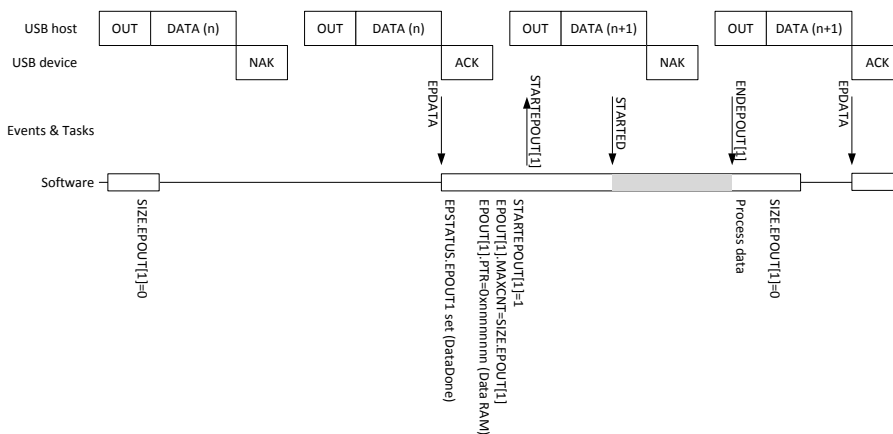 USB host
OUT
DATA (n)
OUT
DATA (n)
OUT
DATA (n+1)
OUT
DATA (n+1)
USB device
NAK
ACK
NAK
ACK
Events & Tasks
EPDATA
STARTEPOUT[1]
STARTED
ENDEPOUT[1]
EPDATA
Software
SIZE.EPOUT[1]=0
EPSTATUS.EPOUT1 set (DataDone)
EPOUT[1].PTR=0xnnnnnnnn (Data RAM)
EPOUT[1].MAXCNT=SIZE.EPOUT[1]
STARTEPOUT[1]=1
Process data
SIZE.EPOUT[1]=0